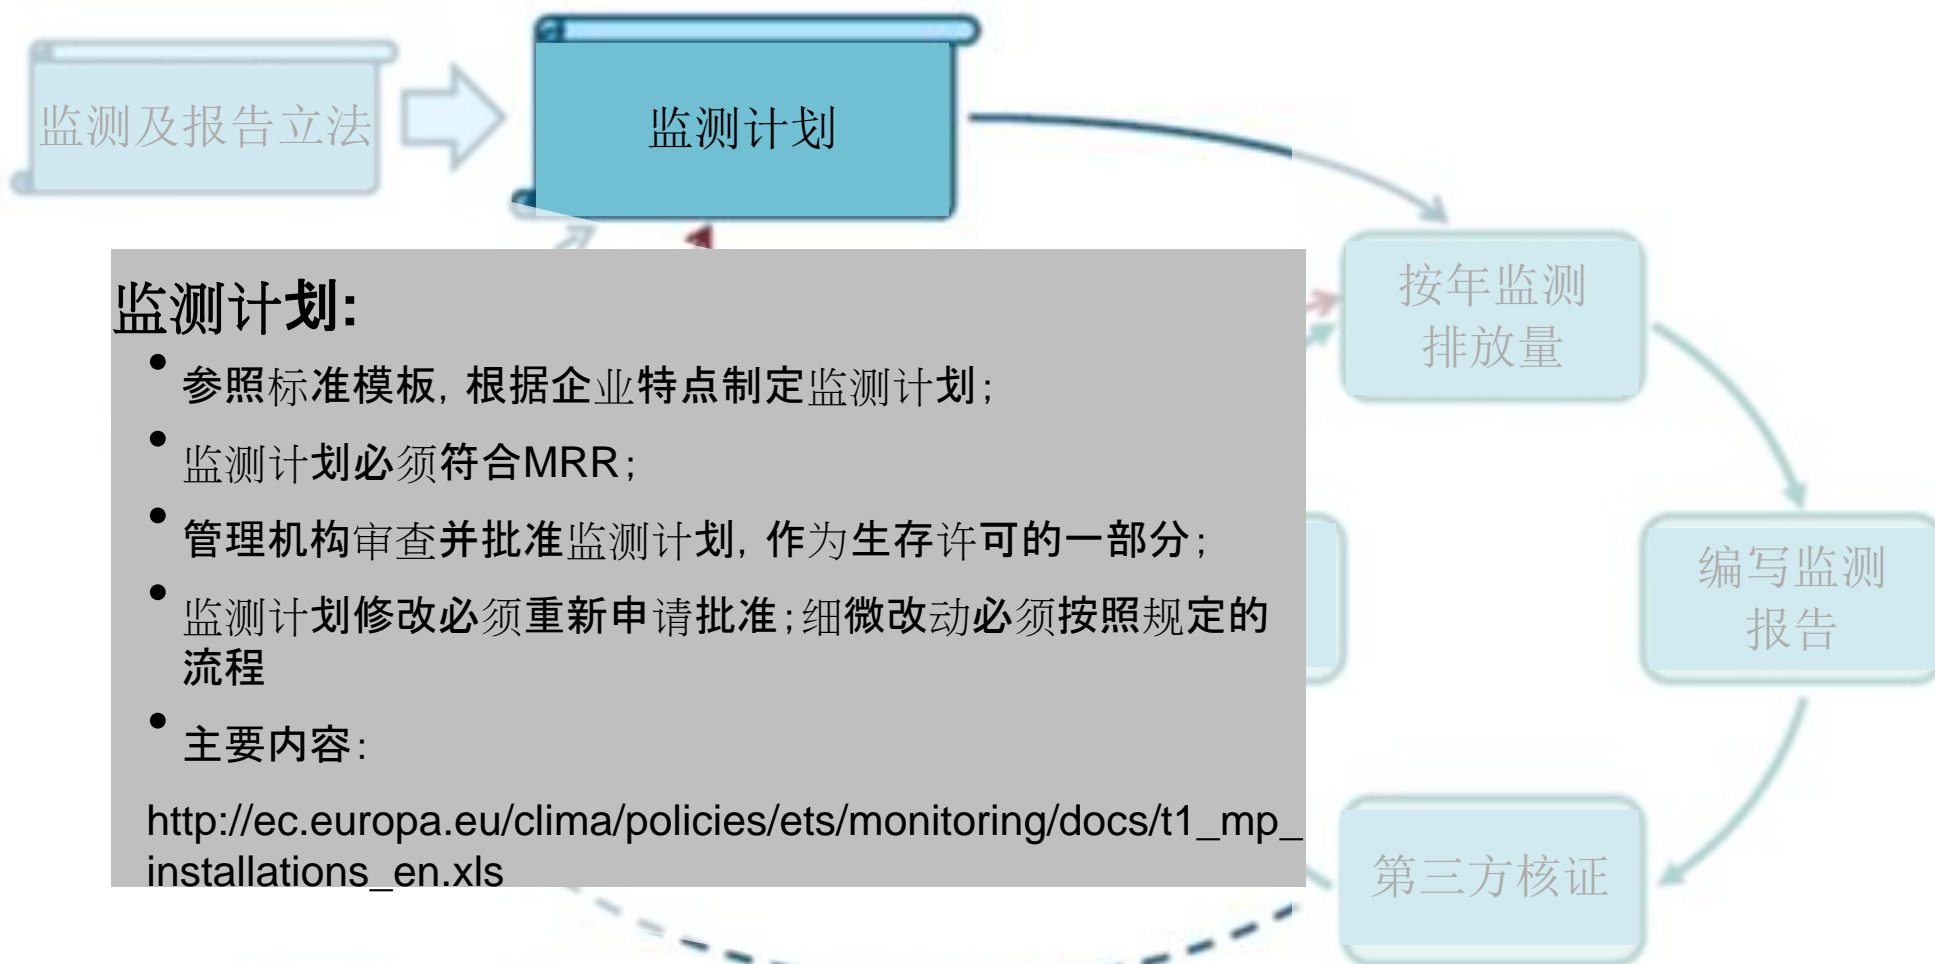 监测及报告立法
监测计划
按年监测
排放量
编写监测
报告
第三方核证
监测计划:
• 参照标准模板, 根据企业特点制定监测计划;
• 监测计划必须符合MRR;
• 管理机构审查并批准监测计划, 作为生存许可的一部分;
• 监测计划修改必须重新申请批准;细微改动必须按照规定的
流程
• 主要内容:
http://ec.europa.eu/clima/policies/ets/monitoring/docs/t1_mp_
installations_en.xls